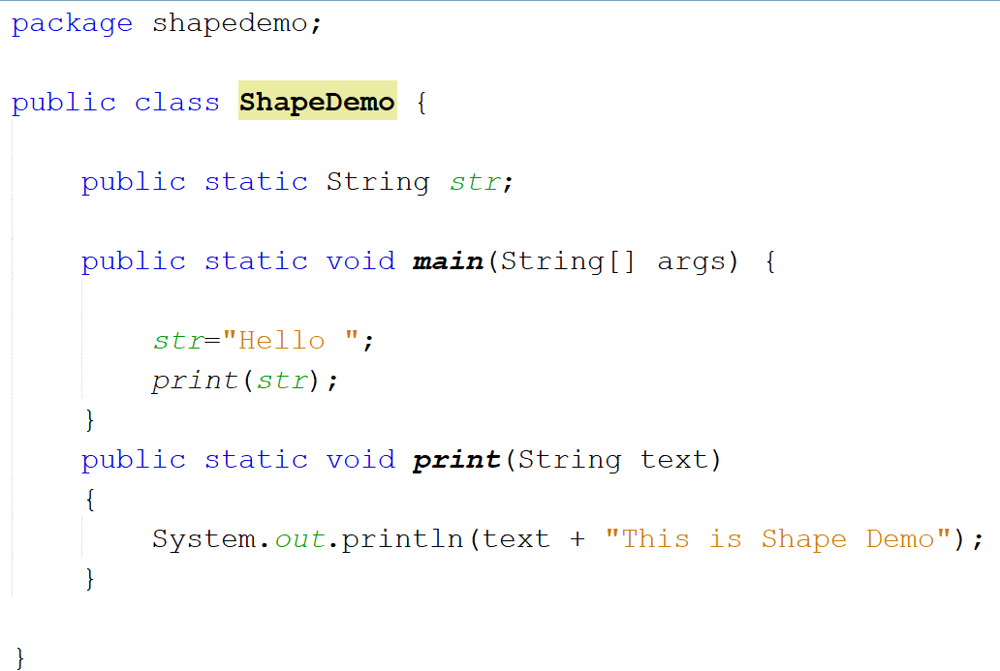 package shapedemo;
public class ShapeDemo {
public static String str;
public static void main(String[] args) {
str="Hello ";
print(str);
}
public static void print(String text)
{
System.out.println(text + "This is Shape Demo");
}
}